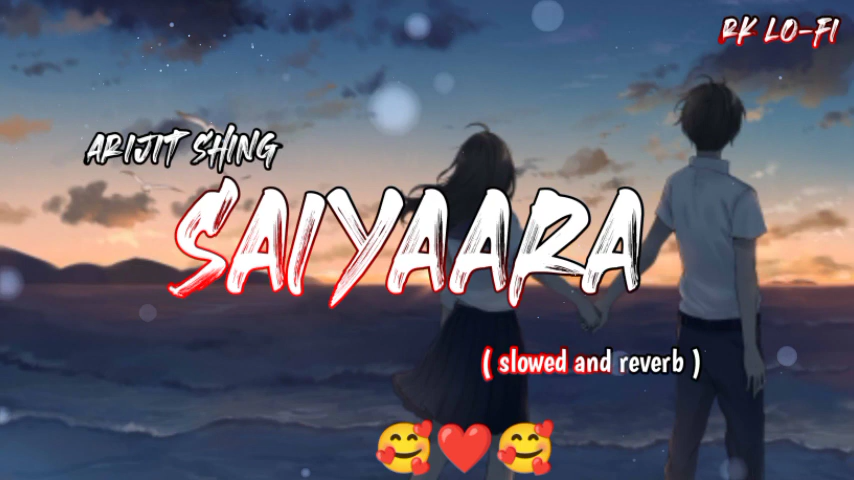 RK LO-FI
ARIJIT SHING
SAIYAARA
( slowed and reverb )